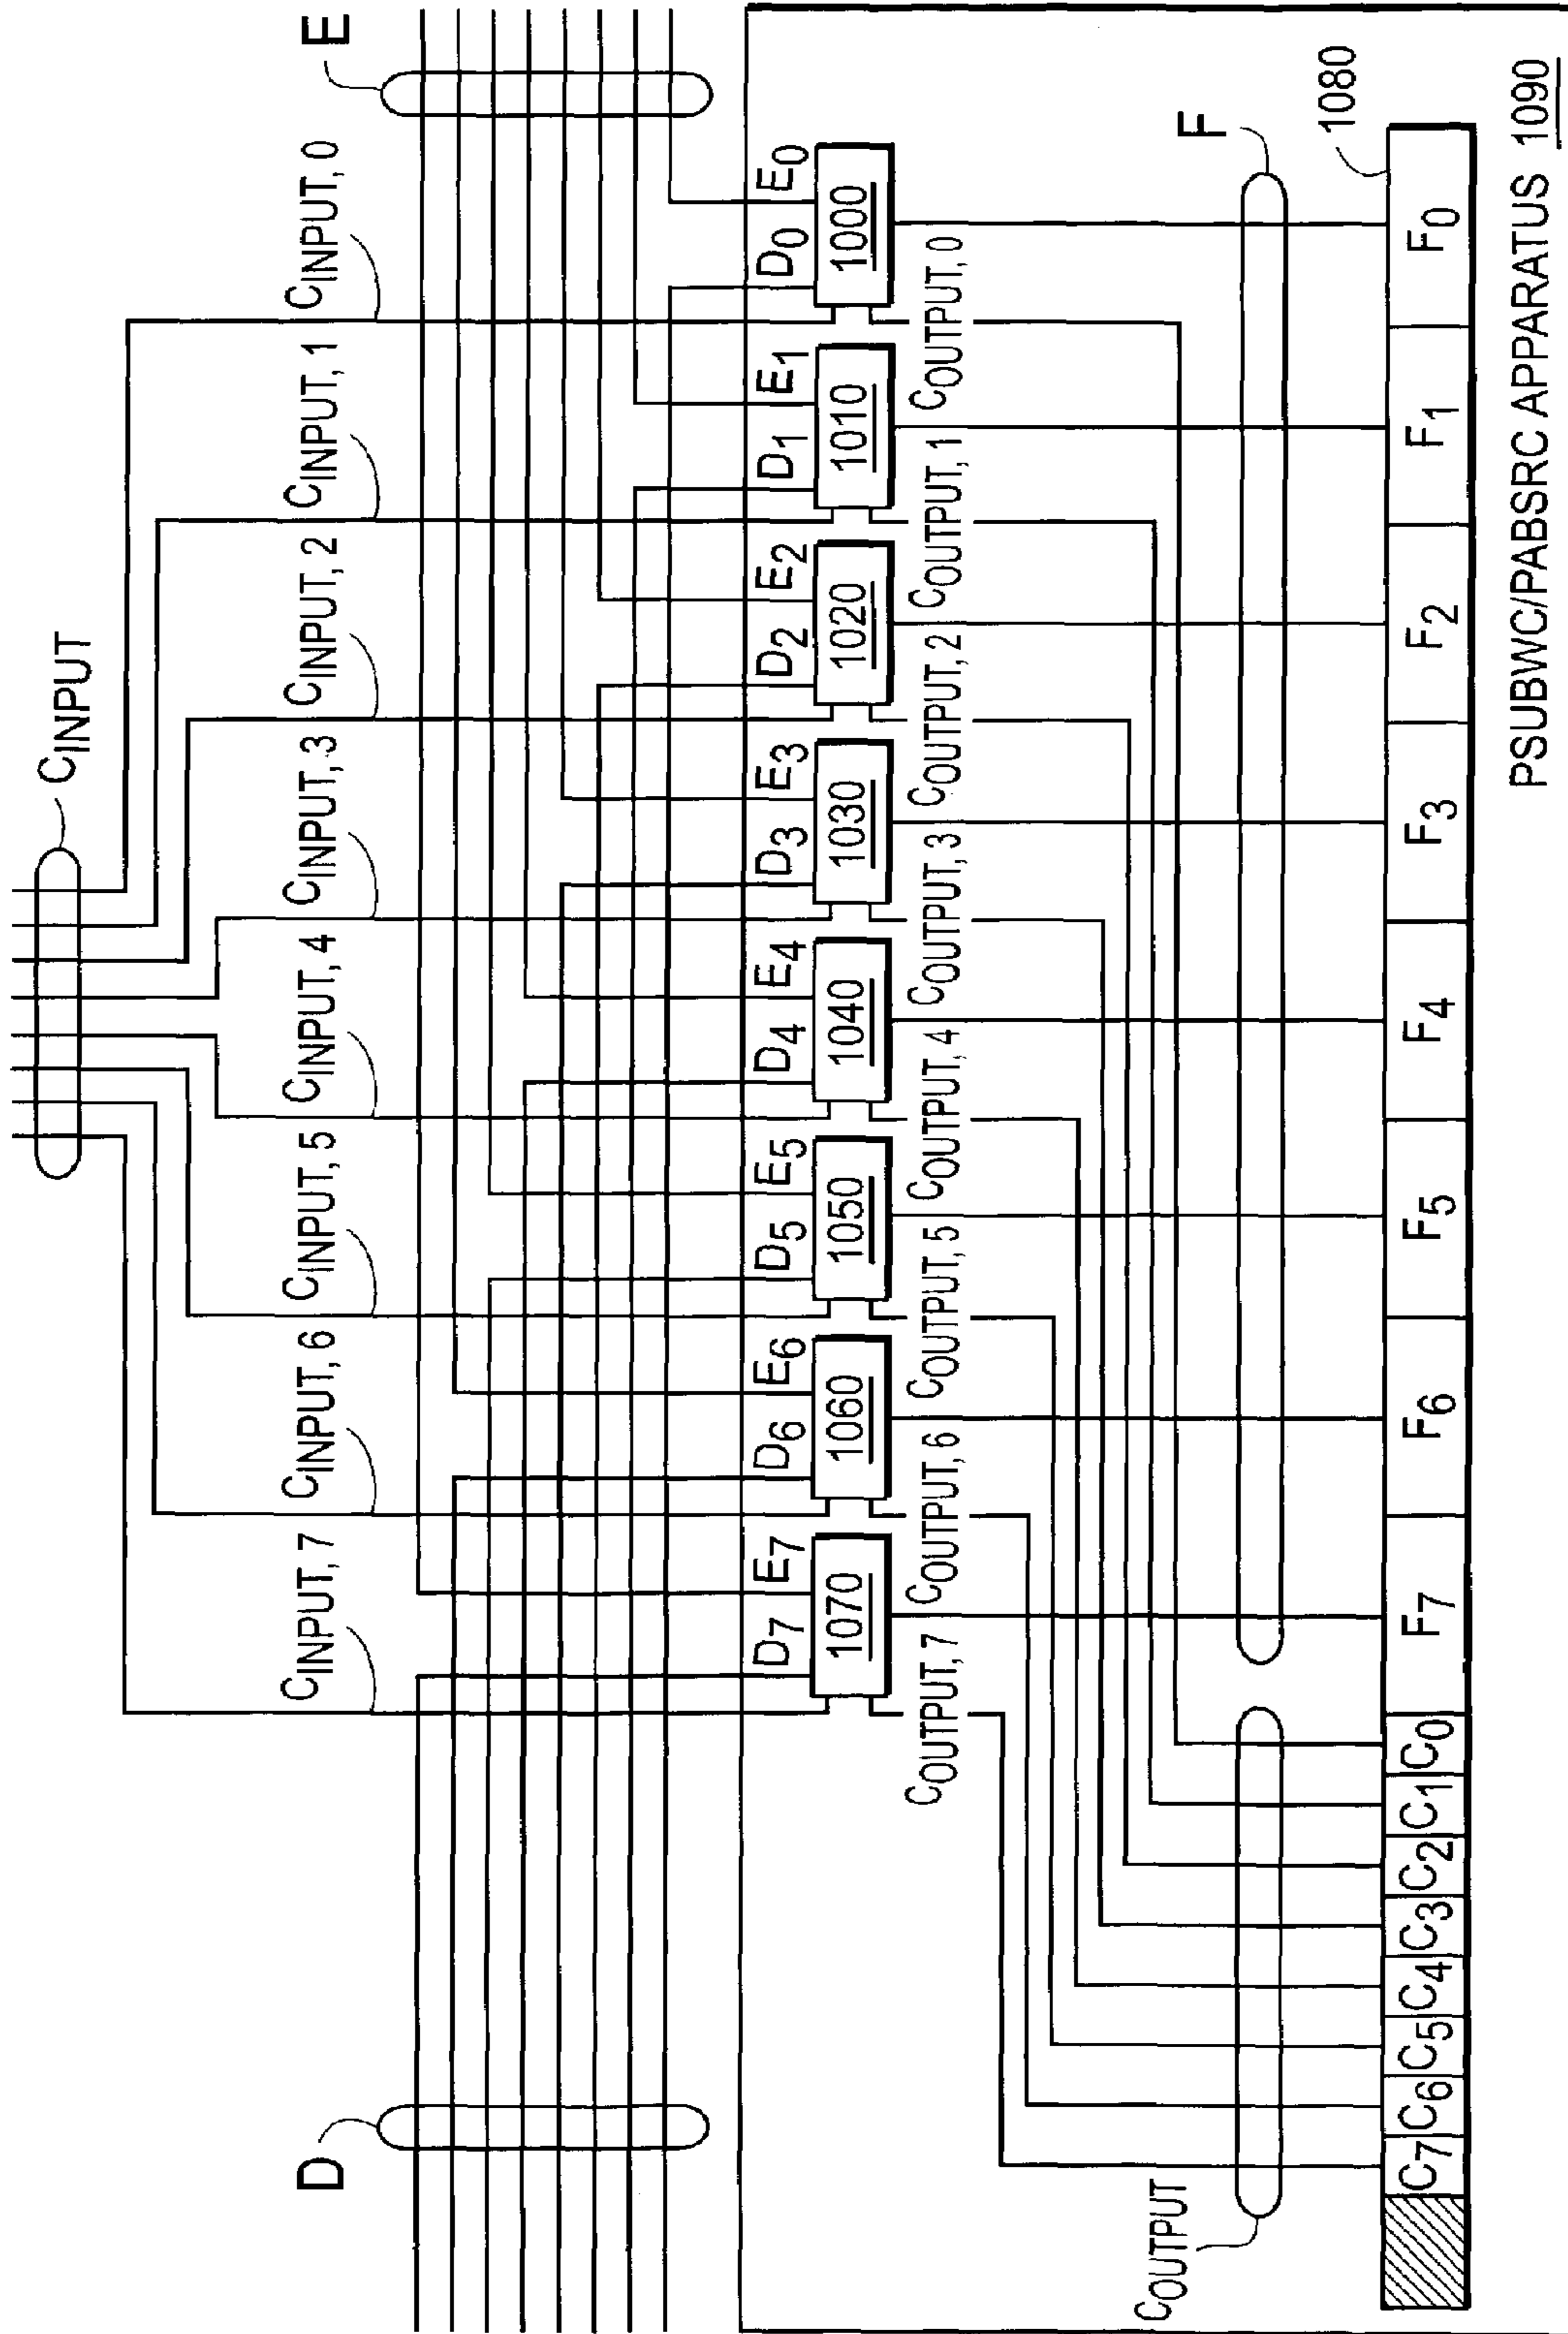 C_INPUT
C_INPUT, 7 C_INPUT, 6 C_INPUT, 5 C_INPUT, 4 C_INPUT, 3 C_INPUT, 2 C_INPUT, 1 C_INPUT, 0
D E
D7 E7 D6 E6 D5 E5 D4 E4 D3 E3 D2 E2 D1 E1 D0 E0
1070 1060 1050 1040 1030 1020 1010 1000
C_OUTPUT, 7 C_OUTPUT, 6 C_OUTPUT, 5 C_OUTPUT, 4 C_OUTPUT, 3 C_OUTPUT, 2 C_OUTPUT, 1 C_OUTPUT, 0
C_OUTPUT F
1080
C7 C6 C5 C4 C3 C2 C1 C0 F7 F6 F5 F4 F3 F2 F1 F0
PSUBWC/PABSRC APPARATUS 1090